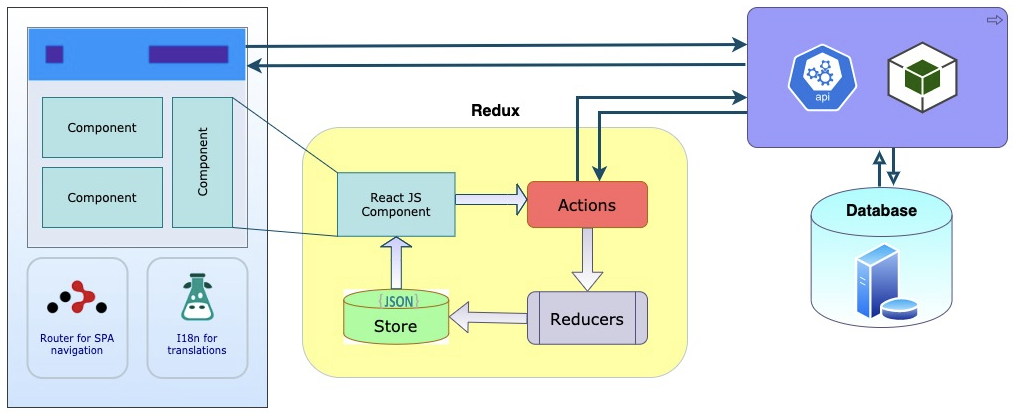 Component
Component
Component
Router for SPA
navigation
I18n for
translations
Redux
React JS
Component
Actions
{JSON}
Store
Reducers
api
Database